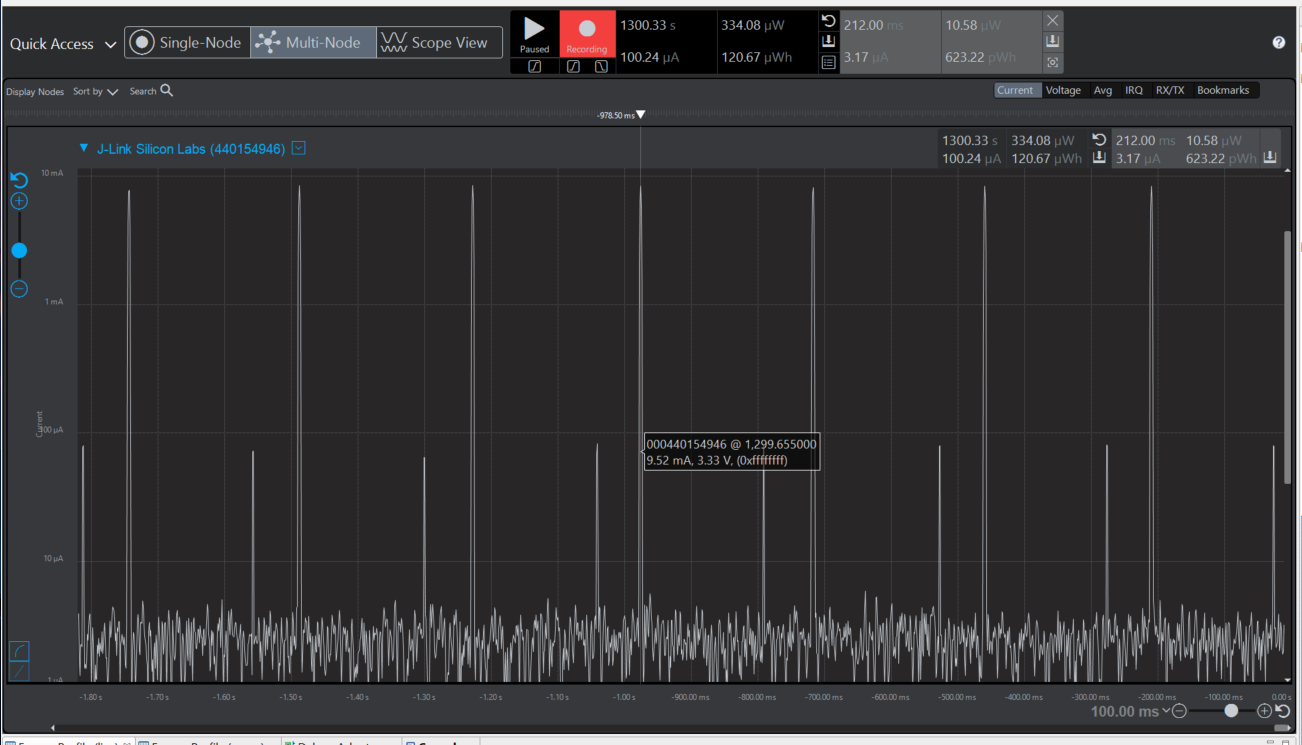 Quick Access
Single-Node
Multi-Node
Scope View
Paused
Recording
1300.33 s
334.08 µW
100.24 µA
120.67 µWh
212.00 ms
10.58 µW
3.17 µA
623.22 pWh
?
Display Nodes Sort by Search
Current Voltage Avg IRQ RX/TX Bookmarks
-978.50 ms
J-Link Silicon Labs (440154946)
1300.33 s 334.08 µW
100.24 µA 120.67 µWh
212.00 ms 10.58 µW
3.17 µA 623.22 pWh
10 mA
1 mA
Current
100 µA
000440154946 @ 1,299.655000
9.52 mA, 3.33 V, (0xffffffff)
10 µA
1 µA
-1.80 s -1.70 s -1.60 s -1.50 s -1.40 s -1.30 s -1.20 s -1.10 s -1.00 s -900.00 ms -800.00 ms -700.00 ms -600.00 ms -500.00 ms -400.00 ms -300.00 ms -200.00 ms -100.00 ms 0.00 s
100.00 ms